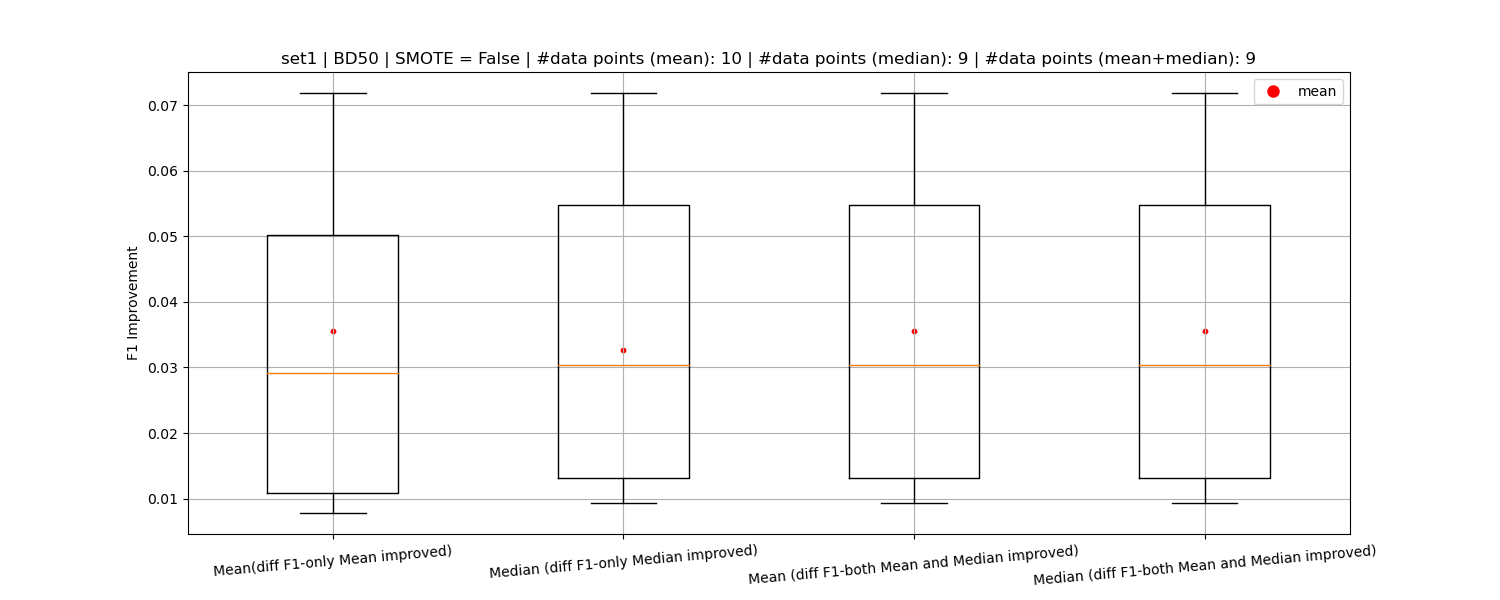 set1 | BD50 | SMOTE = False | #data points (mean): 10 | #data points (median): 9 | #data points (mean+median): 9
mean
0.07
0.06
0.05
0.04
0.03
0.02
0.01
F1 Improvement
Mean(diff F1-only Mean improved)
Median (diff F1-only Median improved)
Mean (diff F1-both Mean and Median improved)
Median (diff F1-both Mean and Median improved)